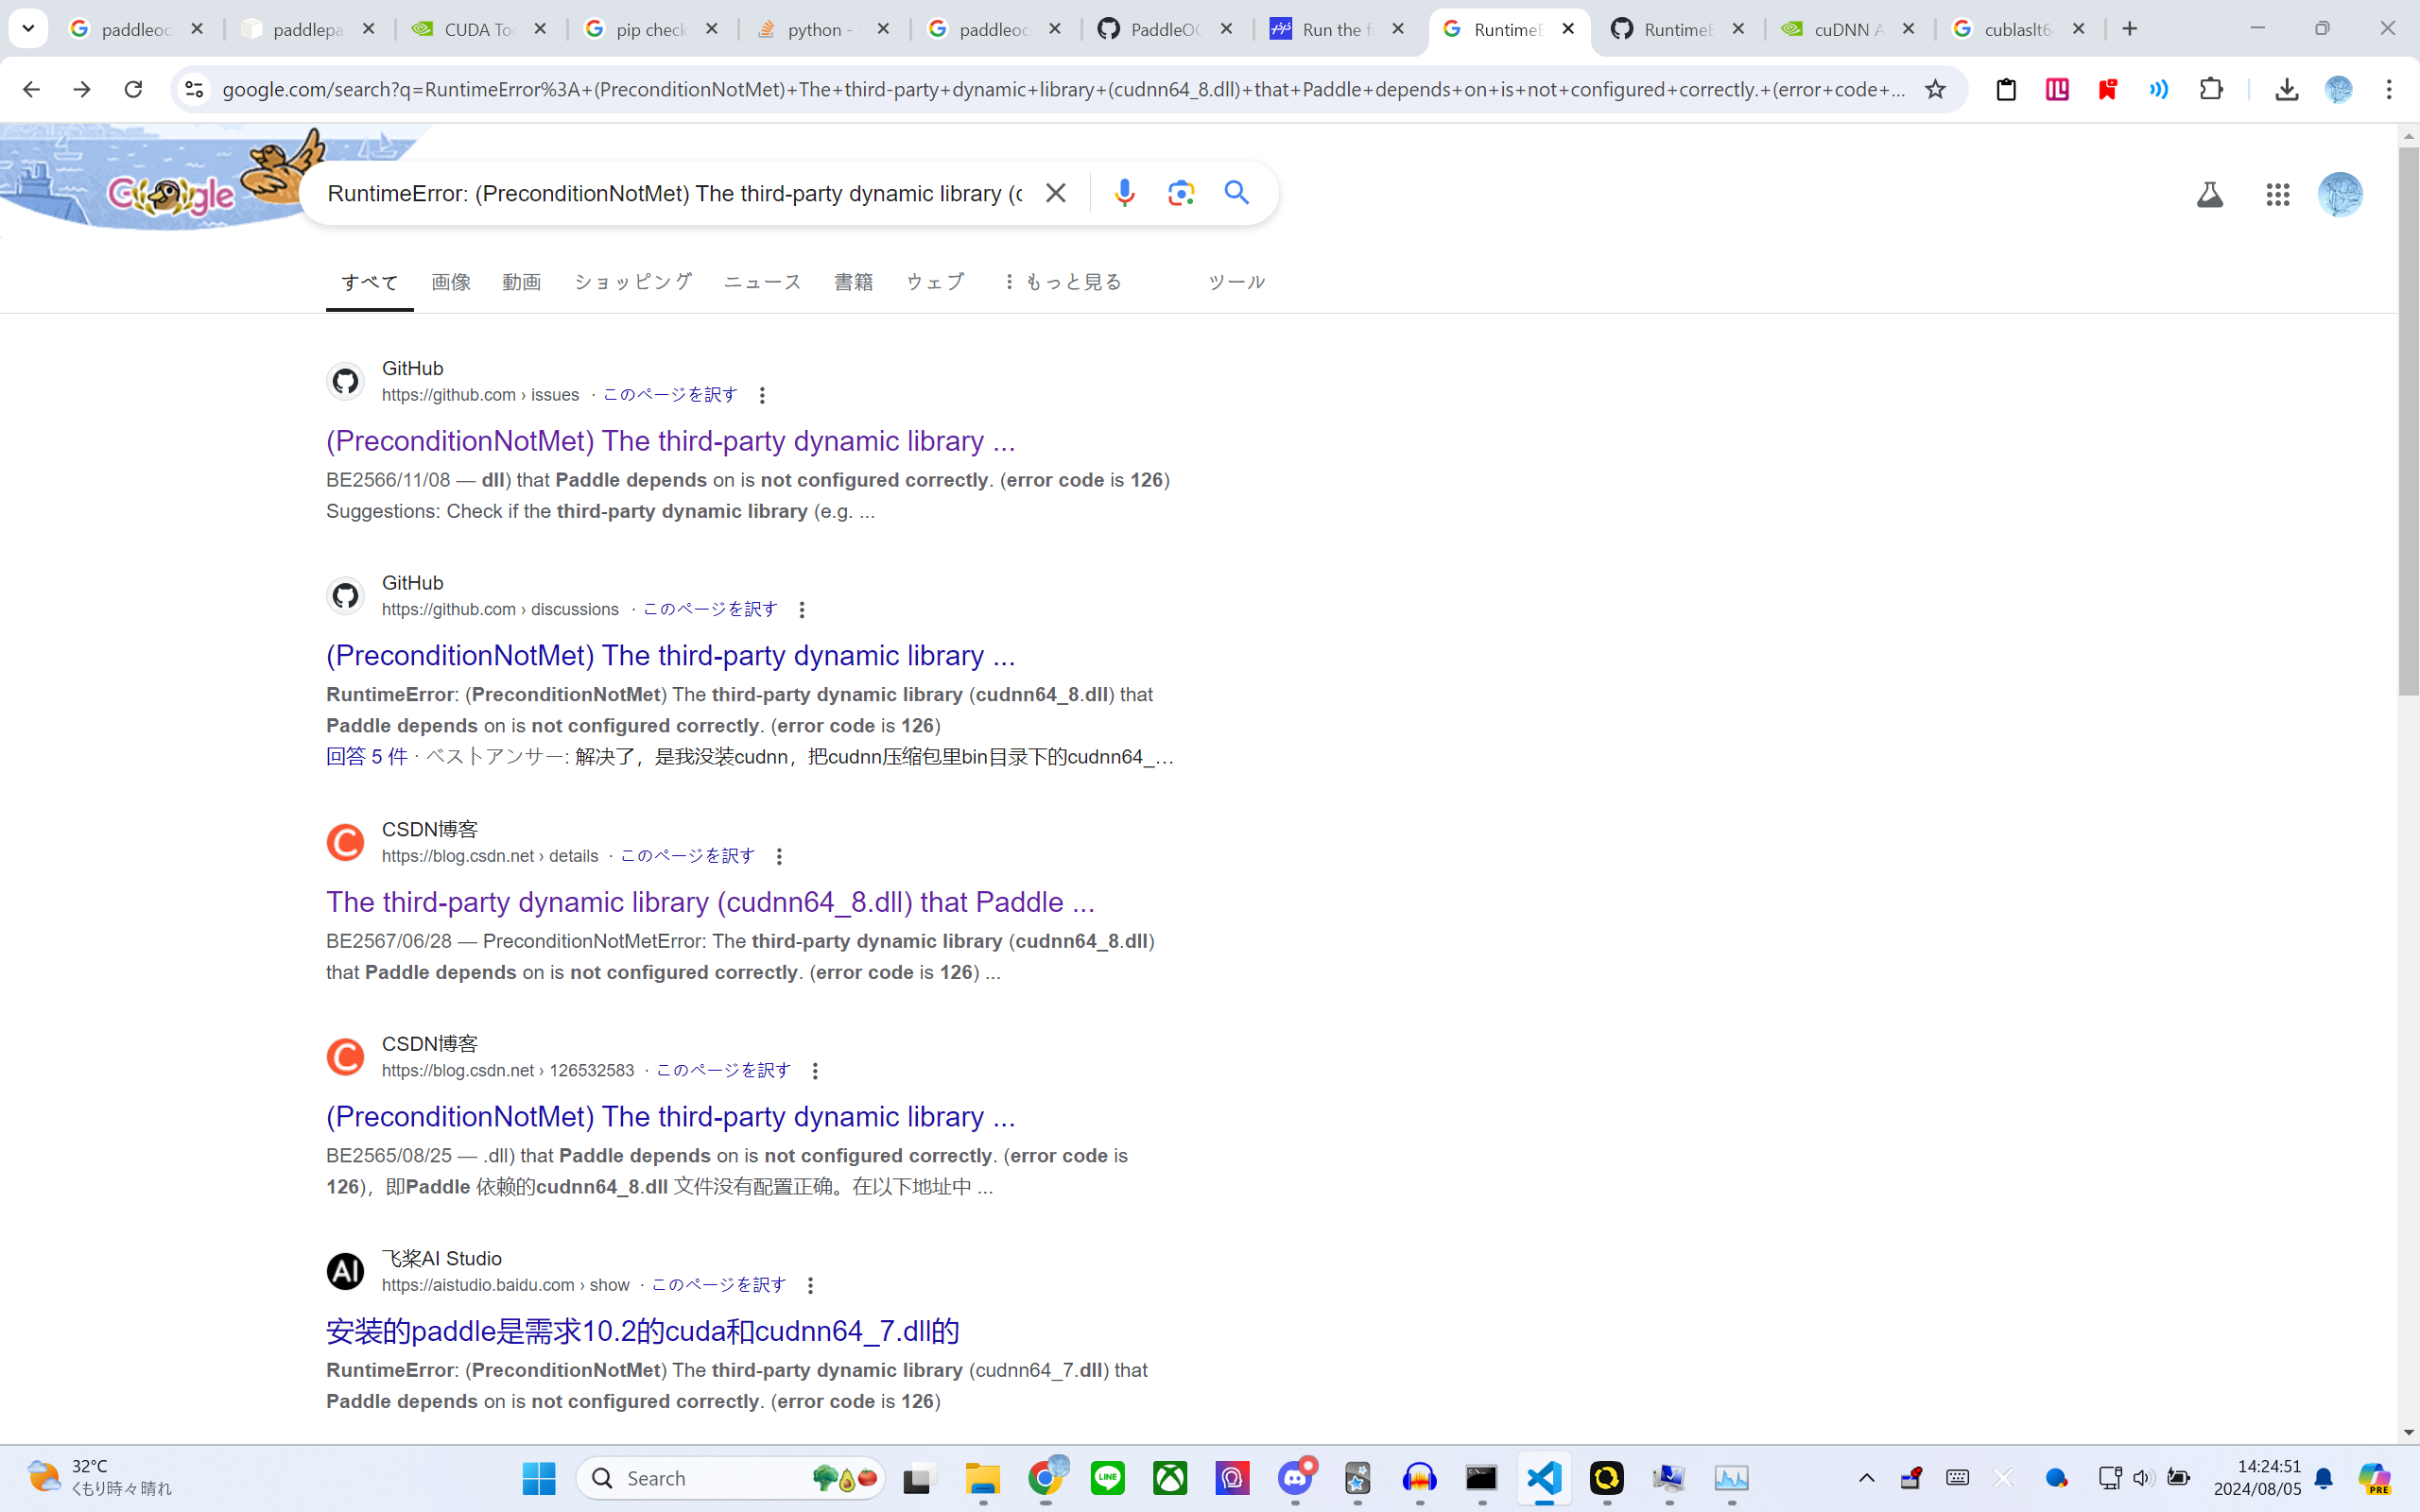 paddleoc
paddlepa
CUDA Too
pip check
python -
paddleoc
PaddleOC
Run the f
RuntimeE
RuntimeE
cuDNN A
cublaslt6
google.com/search?q=RuntimeError%3A+(PreconditionNotMet)+The+third-party+dynamic+library+(cudnn64_8.dll)+that+Paddle+depends+on+is+not+configured+correctly.+(error+code+...
Google
RuntimeError: (PreconditionNotMet) The third-party dynamic library (c
すべて 画像 動画 ショッピング ニュース 書籍 ウェブ もっと見る ツール
GitHub
https://github.com › issues · このページを訳す
(PreconditionNotMet) The third-party dynamic library ...
BE2566/11/08 — dll) that Paddle depends on is not configured correctly. (error code is 126)
Suggestions: Check if the third-party dynamic library (e.g. ...
GitHub
https://github.com › discussions · このページを訳す
(PreconditionNotMet) The third-party dynamic library ...
RuntimeError: (PreconditionNotMet) The third-party dynamic library (cudnn64_8.dll) that
Paddle depends on is not configured correctly. (error code is 126)
回答 5 件 · ベストアンサー: 解决了，是我没装cudnn，把cudnn压缩包里bin目录下的cudnn64_…
CSDN博客
https://blog.csdn.net › details · このページを訳す
The third-party dynamic library (cudnn64_8.dll) that Paddle ...
BE2567/06/28 — PreconditionNotMetError: The third-party dynamic library (cudnn64_8.dll)
that Paddle depends on is not configured correctly. (error code is 126) ...
CSDN博客
https://blog.csdn.net › 126532583 · このページを訳す
(PreconditionNotMet) The third-party dynamic library ...
BE2565/08/25 — .dll) that Paddle depends on is not configured correctly. (error code is
126)，即Paddle 依赖的cudnn64_8.dll 文件没有配置正确。在以下地址中 ...
AI
飞桨AI Studio
https://aistudio.baidu.com › show · このページを訳す
安装的paddle是需求10.2的cuda和cudnn64_7.dll的
RuntimeError: (PreconditionNotMet) The third-party dynamic library (cudnn64_7.dll) that
Paddle depends on is not configured correctly. (error code is 126)
32°C
くもり時々晴れ
Search
LINE
14:24:51
2024/08/05
PRE